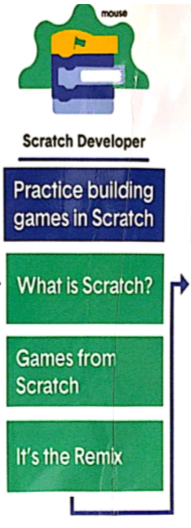 mouse
Scratch Developer
Practice building
games in Scratch
What is Scratch?
Games from
Scratch
It's the Remix